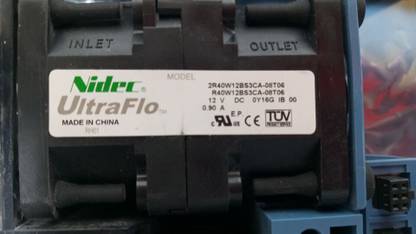 INLET OUTLET
Nidec
UltraFlo™
MADE IN CHINA
MODEL
2R40W12BS3CA-08T06
R40W12BS3CA-08T06
12 V DC 0Y16G IB 00
0.90 A
E.P
TÜV